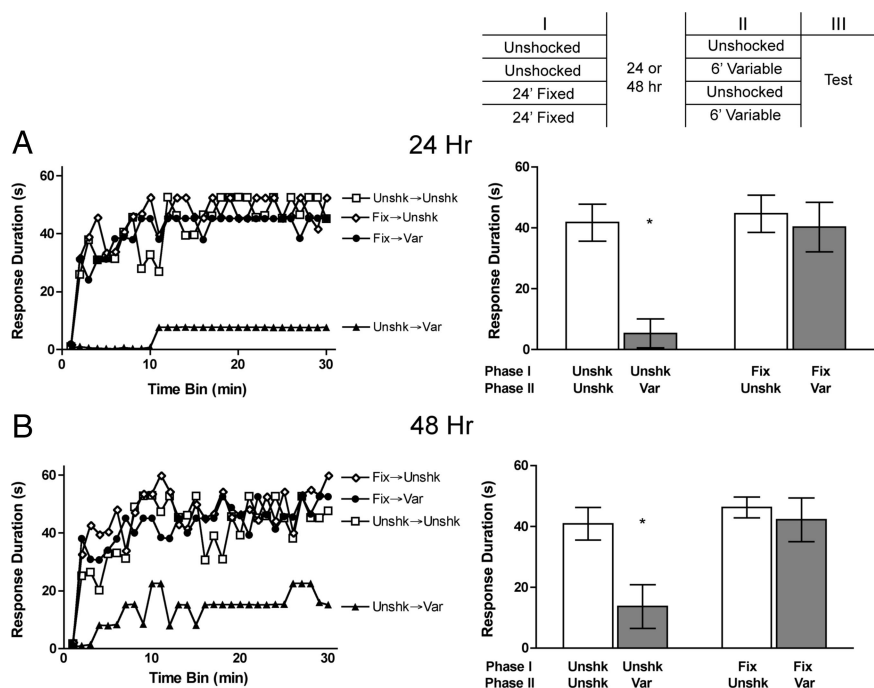 I II III
Unshocked Unshocked
Unshocked 24 or 6' Variable
24' Fixed 48 hr Unshocked Test
24' Fixed 6' Variable
A 24 Hr
Response Duration (s)
60
40
20
0
0 10 20 30
Time Bin (min)
Unshk→Unshk
Fix→Unshk
Fix→Var
Unshk→Var
Response Duration (s)
60
40
20
0
*
Phase I Unshk Unshk Fix Fix
Phase II Unshk Var Unshk Var
B 48 Hr
Response Duration (s)
60
40
20
0
0 10 20 30
Time Bin (min)
Fix→Unshk
Fix→Var
Unshk→Unshk
Unshk→Var
Response Duration (s)
60
40
20
0
*
Phase I Unshk Unshk Fix Fix
Phase II Unshk Var Unshk Var